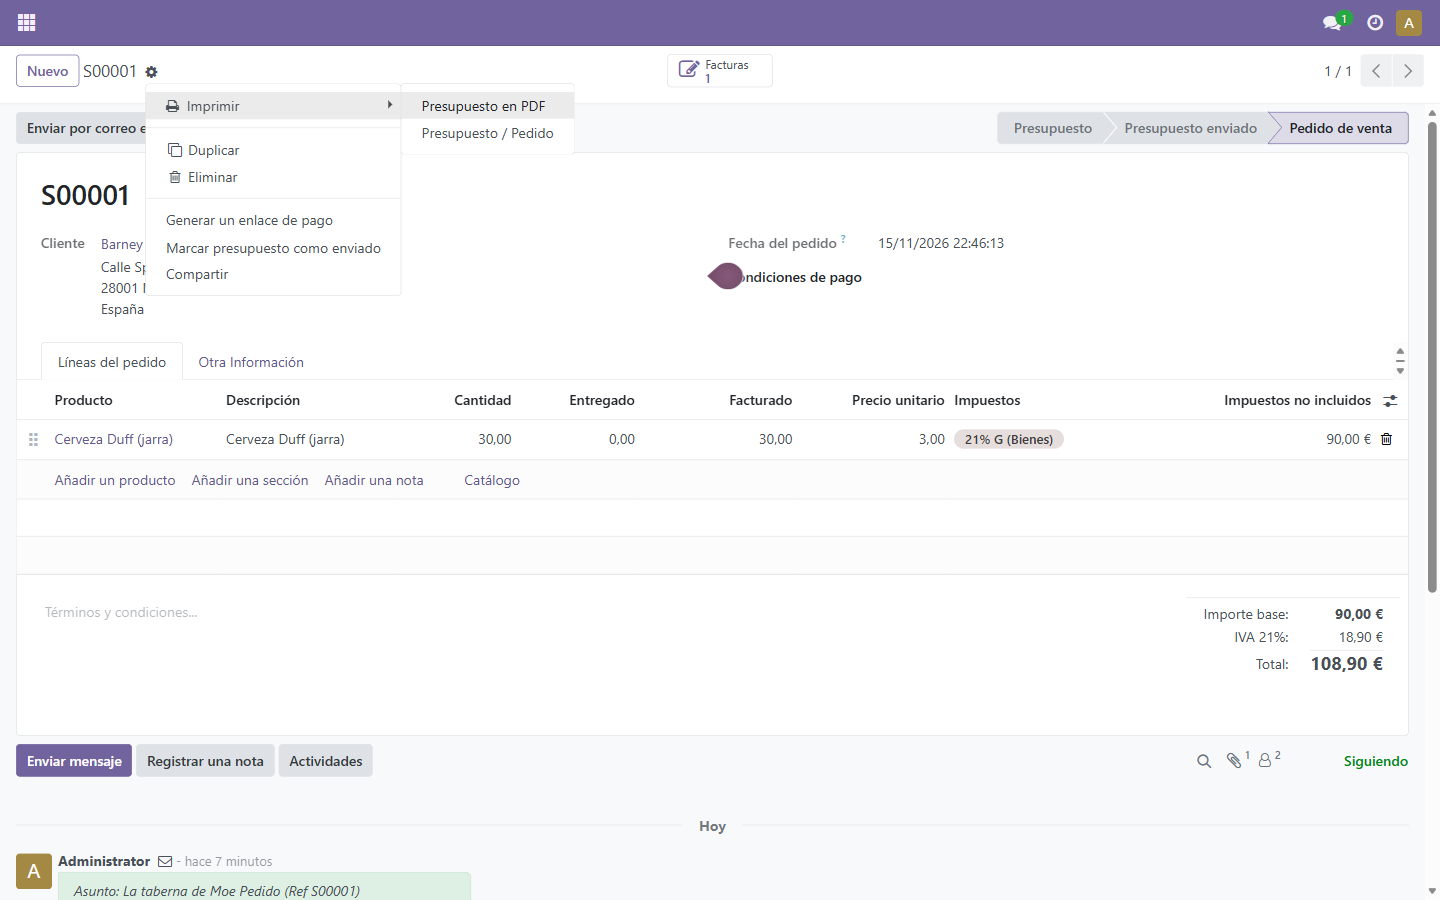 1
A
Nuevo
S00001
Facturas
1
1 / 1
Imprimir
Presupuesto en PDF
Presupuesto / Pedido
Duplicar
Eliminar
Generar un enlace de pago
Marcar presupuesto como enviado
Compartir
Enviar por correo e
Presupuesto
Presupuesto enviado
Pedido de venta
S00001
Cliente
Barney
Calle Sp
28001
España
Fecha del pedido ?
15/11/2026 22:46:13
ondiciones de pago
Líneas del pedido
Otra Información
Producto Descripción Cantidad Entregado Facturado Precio unitario Impuestos Impuestos no incluidos
Cerveza Duff (jarra) Cerveza Duff (jarra) 30,00 0,00 30,00 3,00 21% G (Bienes) 90,00 €
Añadir un producto Añadir una sección Añadir una nota Catálogo
Términos y condiciones...
Importe base: 90,00 €
IVA 21%: 18,90 €
Total: 108,90 €
Enviar mensaje
Registrar una nota
Actividades
1
2
Siguiendo
Hoy
A
Administrator - hace 7 minutos
Asunto: La taberna de Moe Pedido (Ref S00001)